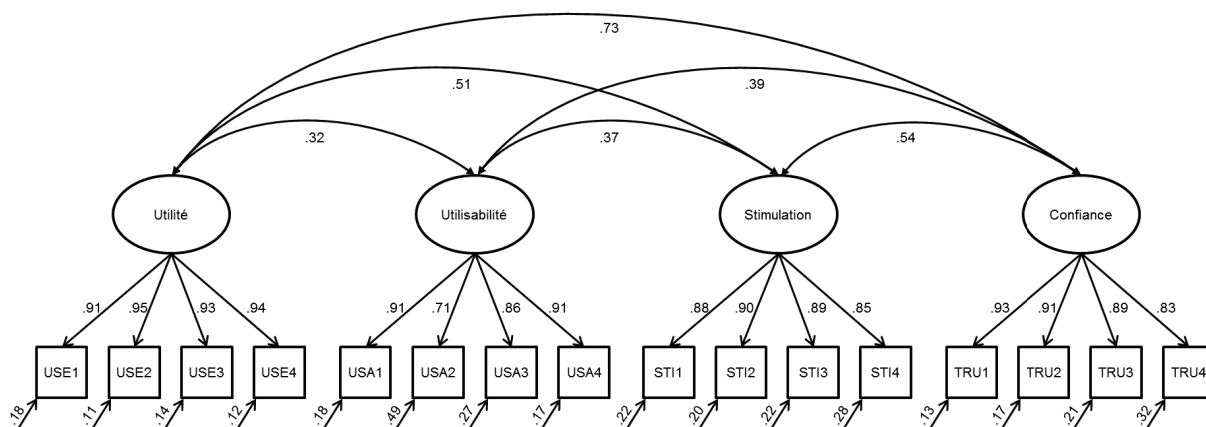 .73
.51
.39
.32
.37
.54
Utilité
Utilisabilité
Stimulation
Confiance
.91
.95
.93
.94
.91
.71
.86
.91
.88
.90
.89
.85
.93
.91
.89
.83
USE1
USE2
USE3
USE4
USA1
USA2
USA3
USA4
STI1
STI2
STI3
STI4
TRU1
TRU2
TRU3
TRU4
.18
.11
.14
.12
.18
.49
.27
.17
.22
.20
.22
.28
.13
.17
.21
.32